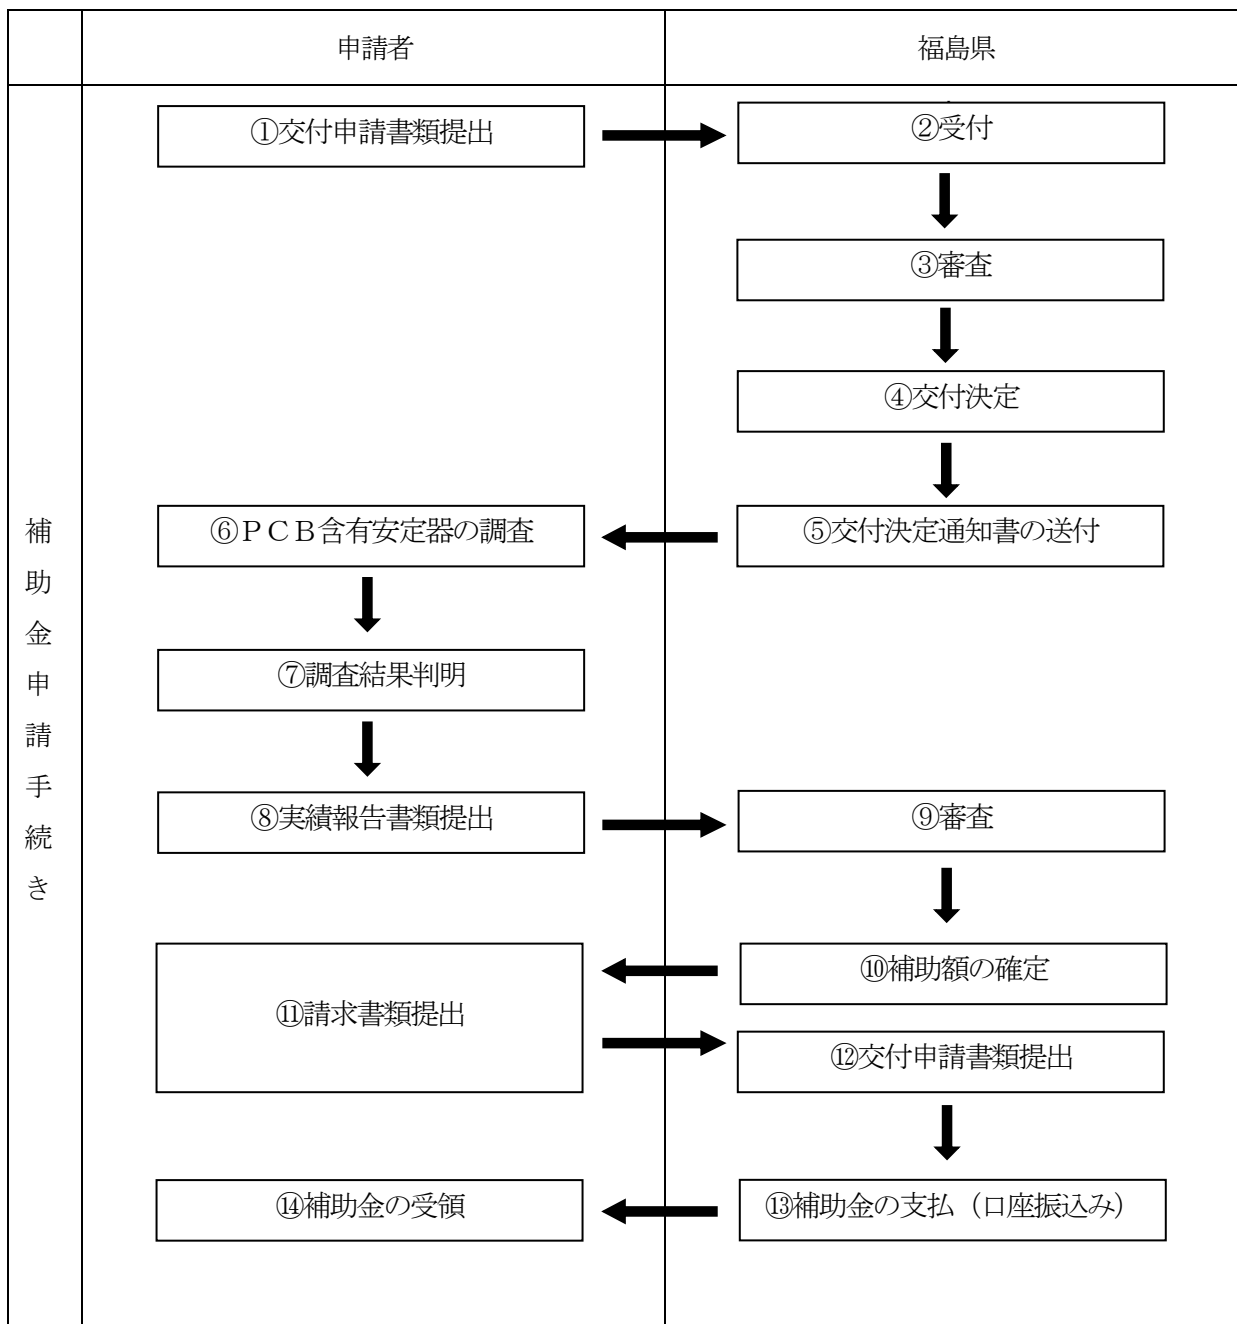 申請者
福島県
補助金申請手続き
①交付申請書類提出
②受付
③審査
④交付決定
⑤交付決定通知書の送付
⑥ＰＣＢ含有安定器の調査
⑦調査結果判明
⑧実績報告書類提出
⑨審査
⑩補助額の確定
⑪請求書類提出
⑫交付申請書類提出
⑬補助金の支払（口座振込み）
⑭補助金の受領